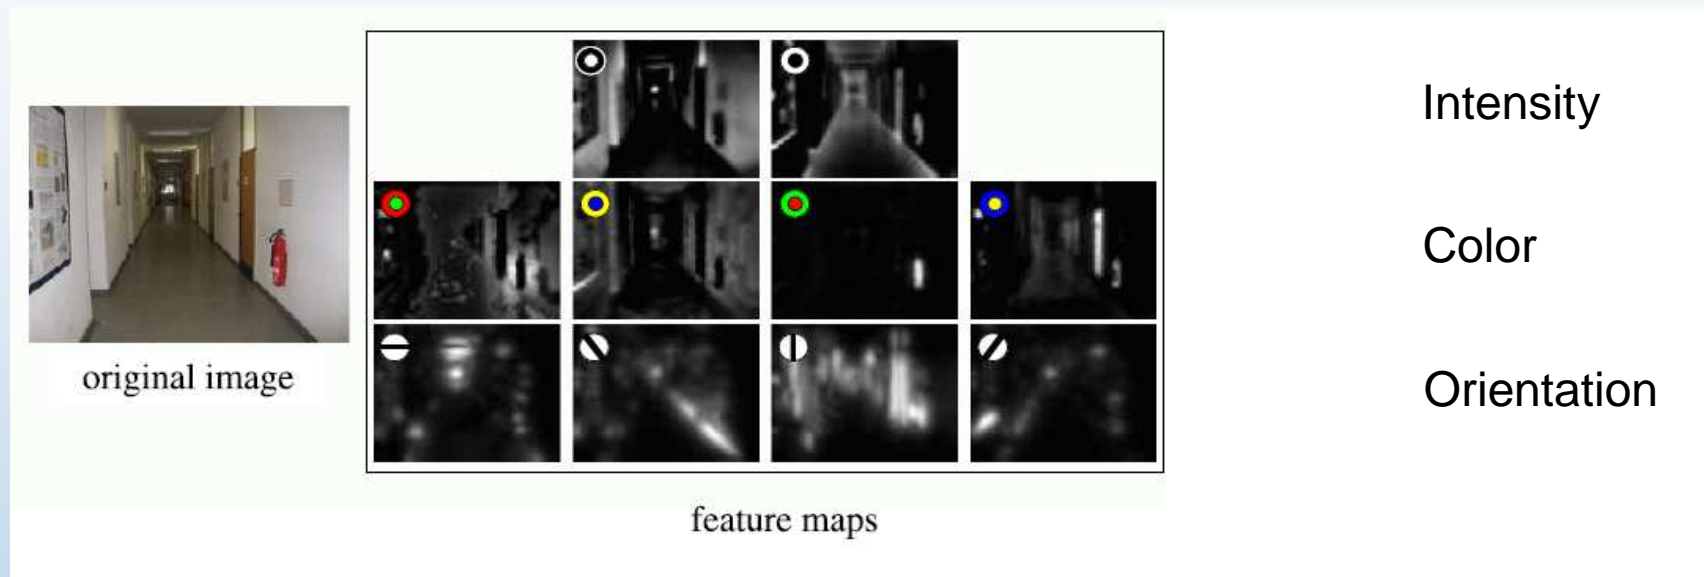 Intensity
Color
Orientation
original image
feature maps